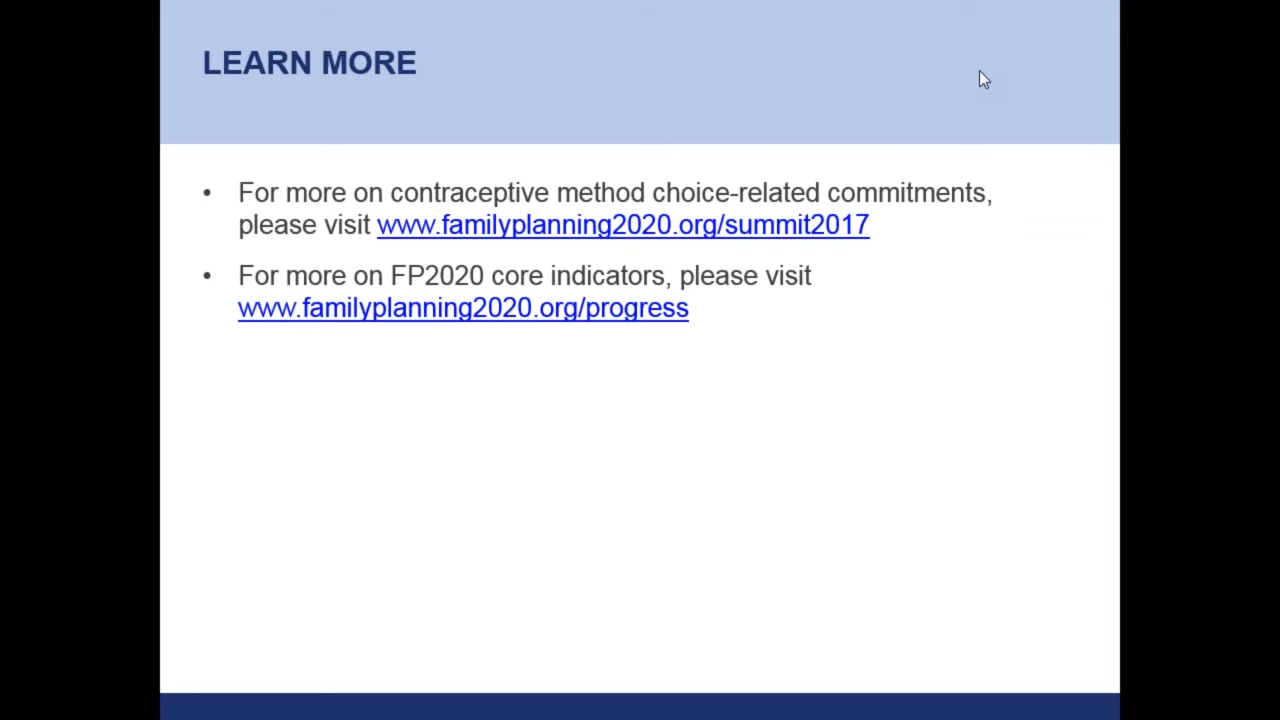 LEARN MORE
• For more on contraceptive method choice-related commitments,
please visit www.familyplanning2020.org/summit2017
• For more on FP2020 core indicators, please visit
www.familyplanning2020.org/progress